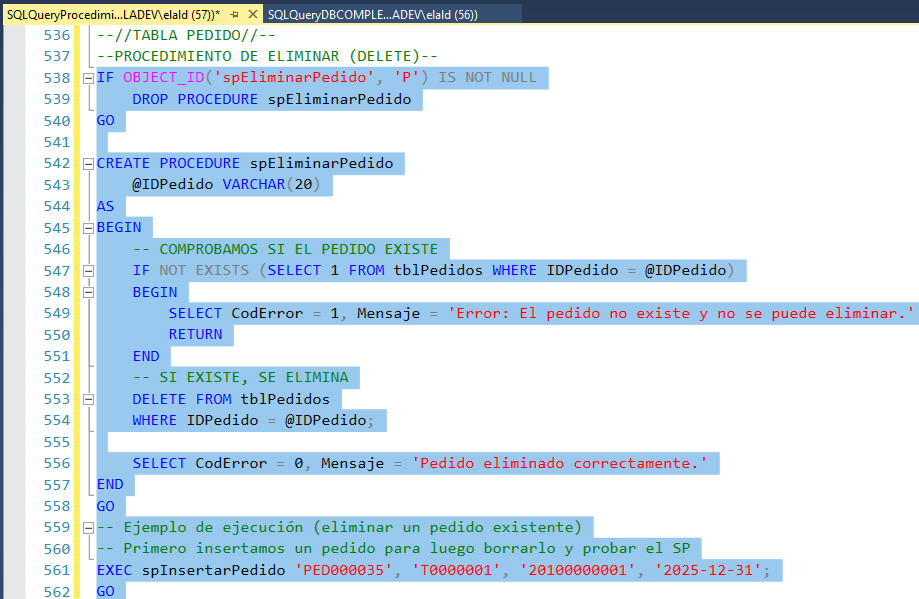 SQLQueryProcedimi...LADEV\elald (57))* SQLQueryDBCOMPLE...ADEV\elald (56))
536 --//TABLA PEDIDO//--
537 --PROCEDIMIENTO DE ELIMINAR (DELETE)--
538 IF OBJECT_ID('spEliminarPedido', 'P') IS NOT NULL
539 DROP PROCEDURE spEliminarPedido
540 GO
541
542 CREATE PROCEDURE spEliminarPedido
543 @IDPedido VARCHAR(20)
544 AS
545 BEGIN
546 -- COMPROBAMOS SI EL PEDIDO EXISTE
547 IF NOT EXISTS (SELECT 1 FROM tblPedidos WHERE IDPedido = @IDPedido)
548 BEGIN
549 SELECT CodError = 1, Mensaje = 'Error: El pedido no existe y no se puede eliminar.'
550 RETURN
551 END
552 -- SI EXISTE, SE ELIMINA
553 DELETE FROM tblPedidos
554 WHERE IDPedido = @IDPedido;
555
556 SELECT CodError = 0, Mensaje = 'Pedido eliminado correctamente.'
557 END
558 GO
559 -- Ejemplo de ejecución (eliminar un pedido existente)
560 -- Primero insertamos un pedido para luego borrarlo y probar el SP
561 EXEC spInsertarPedido 'PED000035', 'T0000001', '20100000001', '2025-12-31';
562 GO